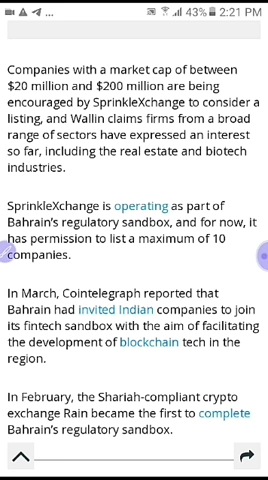 ... 43% 2:21 PM
Companies with a market cap of between
$20 million and $200 million are being
encouraged by SprinkleXchange to consider a
listing, and Wallin claims firms from a broad
range of sectors have expressed an interest
so far, including the real estate and biotech
industries.
SprinkleXchange is operating as part of
Bahrain's regulatory sandbox, and for now, it
has permission to list a maximum of 10
companies.
In March, Cointelegraph reported that
Bahrain had invited Indian companies to join
its fintech sandbox with the aim of facilitating
the development of blockchain tech in the
region.
In February, the Shariah-compliant crypto
exchange Rain became the first to complete
Bahrain's regulatory sandbox.